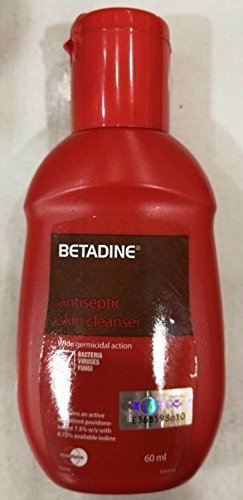 BETADINE®
antiseptic
skin cleanser
Wide germicidal action
BACTERIA
VIRUSES
FUNGI
an active
povidone-
iodine 7.5% w/v with
0.75% available iodine
60 ml